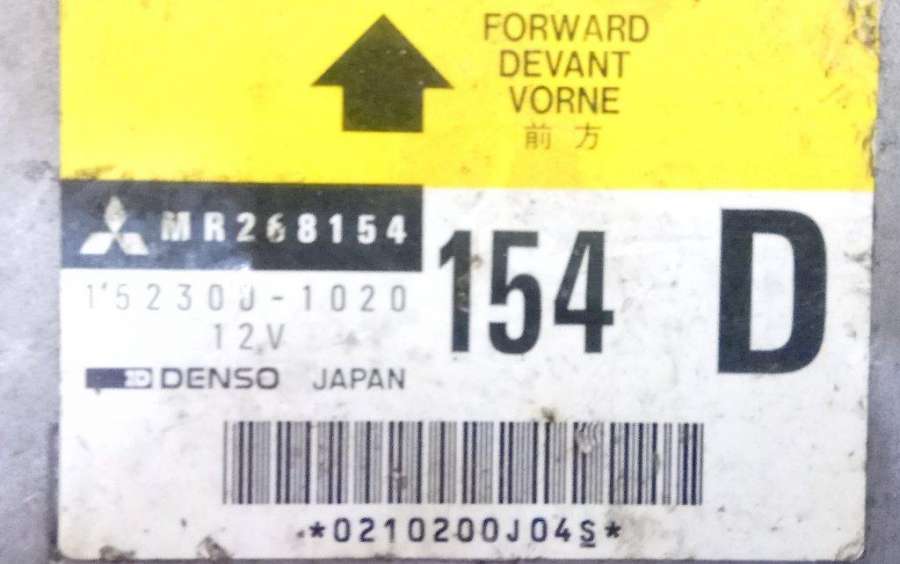 FORWARD
DEVANT
VORNE
前方
MR268154
152300-1020
12V
154 D
DENSO JAPAN
*0210200J04S*